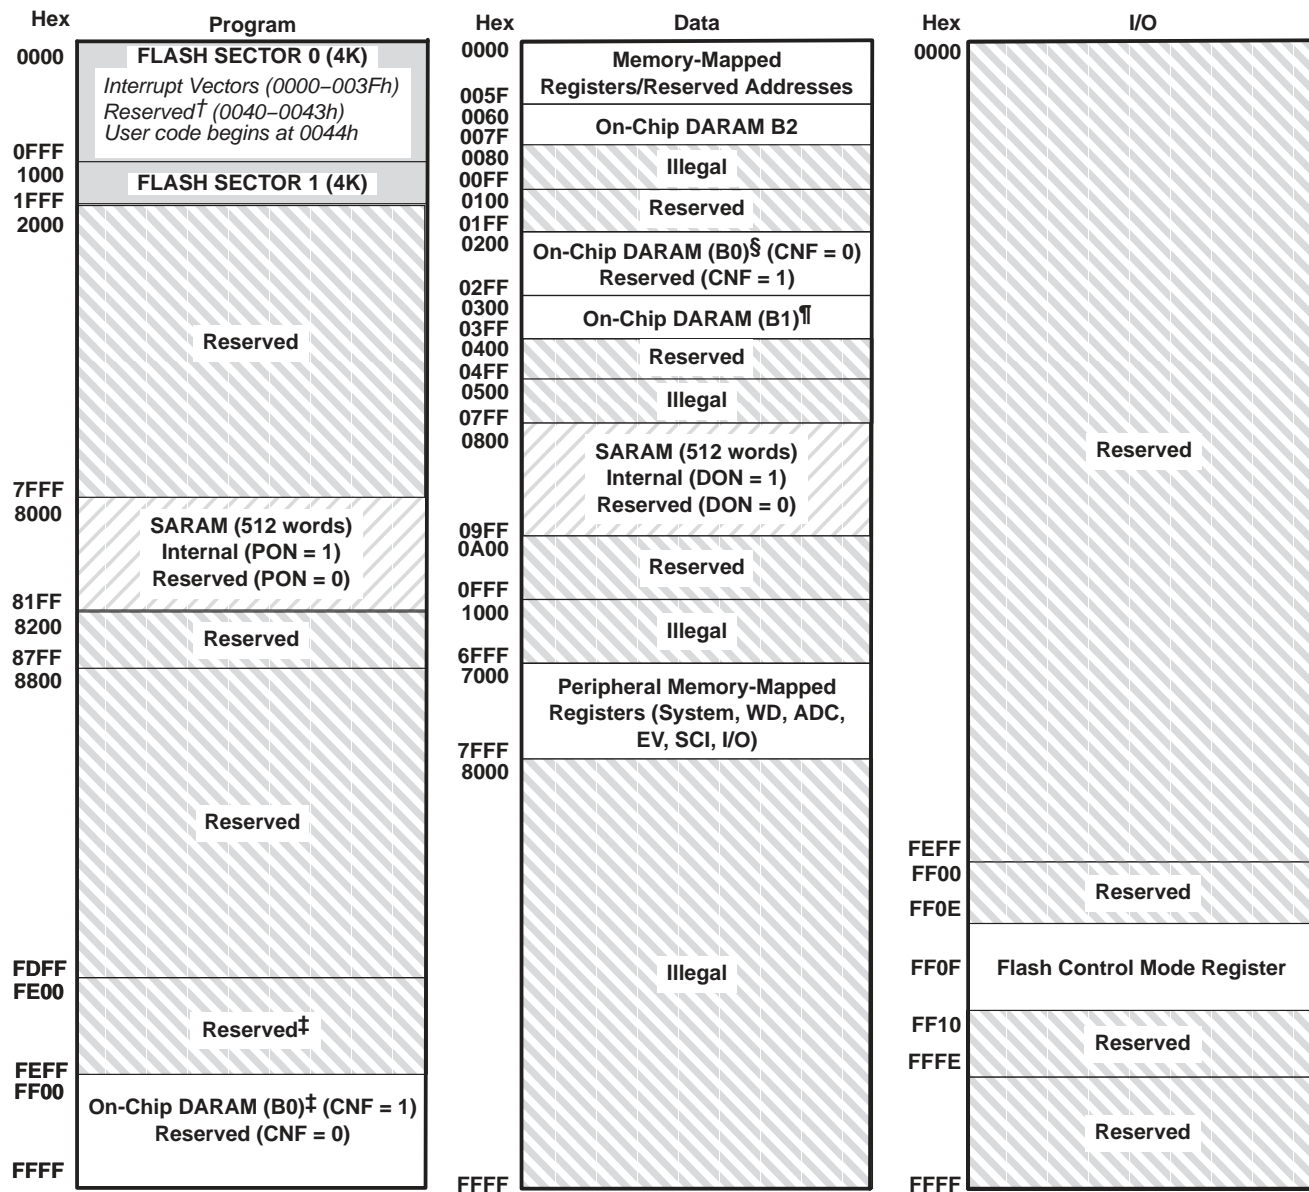 Hex
Program
0000
FLASH SECTOR 0 (4K)
Interrupt Vectors (0000–003Fh)
Reserved† (0040–0043h)
User code begins at 0044h
0FFF
1000
FLASH SECTOR 1 (4K)
1FFF
2000
Reserved
7FFF
8000
SARAM (512 words)
Internal (PON = 1)
Reserved (PON = 0)
81FF
8200
Reserved
87FF
8800
Reserved
FDFF
FE00
Reserved‡
FEFF
FF00
On-Chip DARAM (B0)‡ (CNF = 1)
Reserved (CNF = 0)
FFFF
Hex
Data
0000
Memory-Mapped
Registers/Reserved Addresses
005F
0060
On-Chip DARAM B2
007F
0080
Illegal
00FF
0100
Reserved
01FF
0200
On-Chip DARAM (B0)§ (CNF = 0)
Reserved (CNF = 1)
02FF
0300
On-Chip DARAM (B1)¶
03FF
0400
Reserved
04FF
0500
Illegal
07FF
0800
SARAM (512 words)
Internal (DON = 1)
Reserved (DON = 0)
09FF
0A00
Reserved
0FFF
1000
Illegal
6FFF
7000
Peripheral Memory-Mapped
Registers (System, WD, ADC,
EV, SCI, I/O)
7FFF
8000
Illegal
FFFF
Hex
I/O
0000
Reserved
FEFF
FF00
Reserved
FF0E
FF0F
Flash Control Mode Register
FF10
Reserved
FFFE
Reserved
FFFF